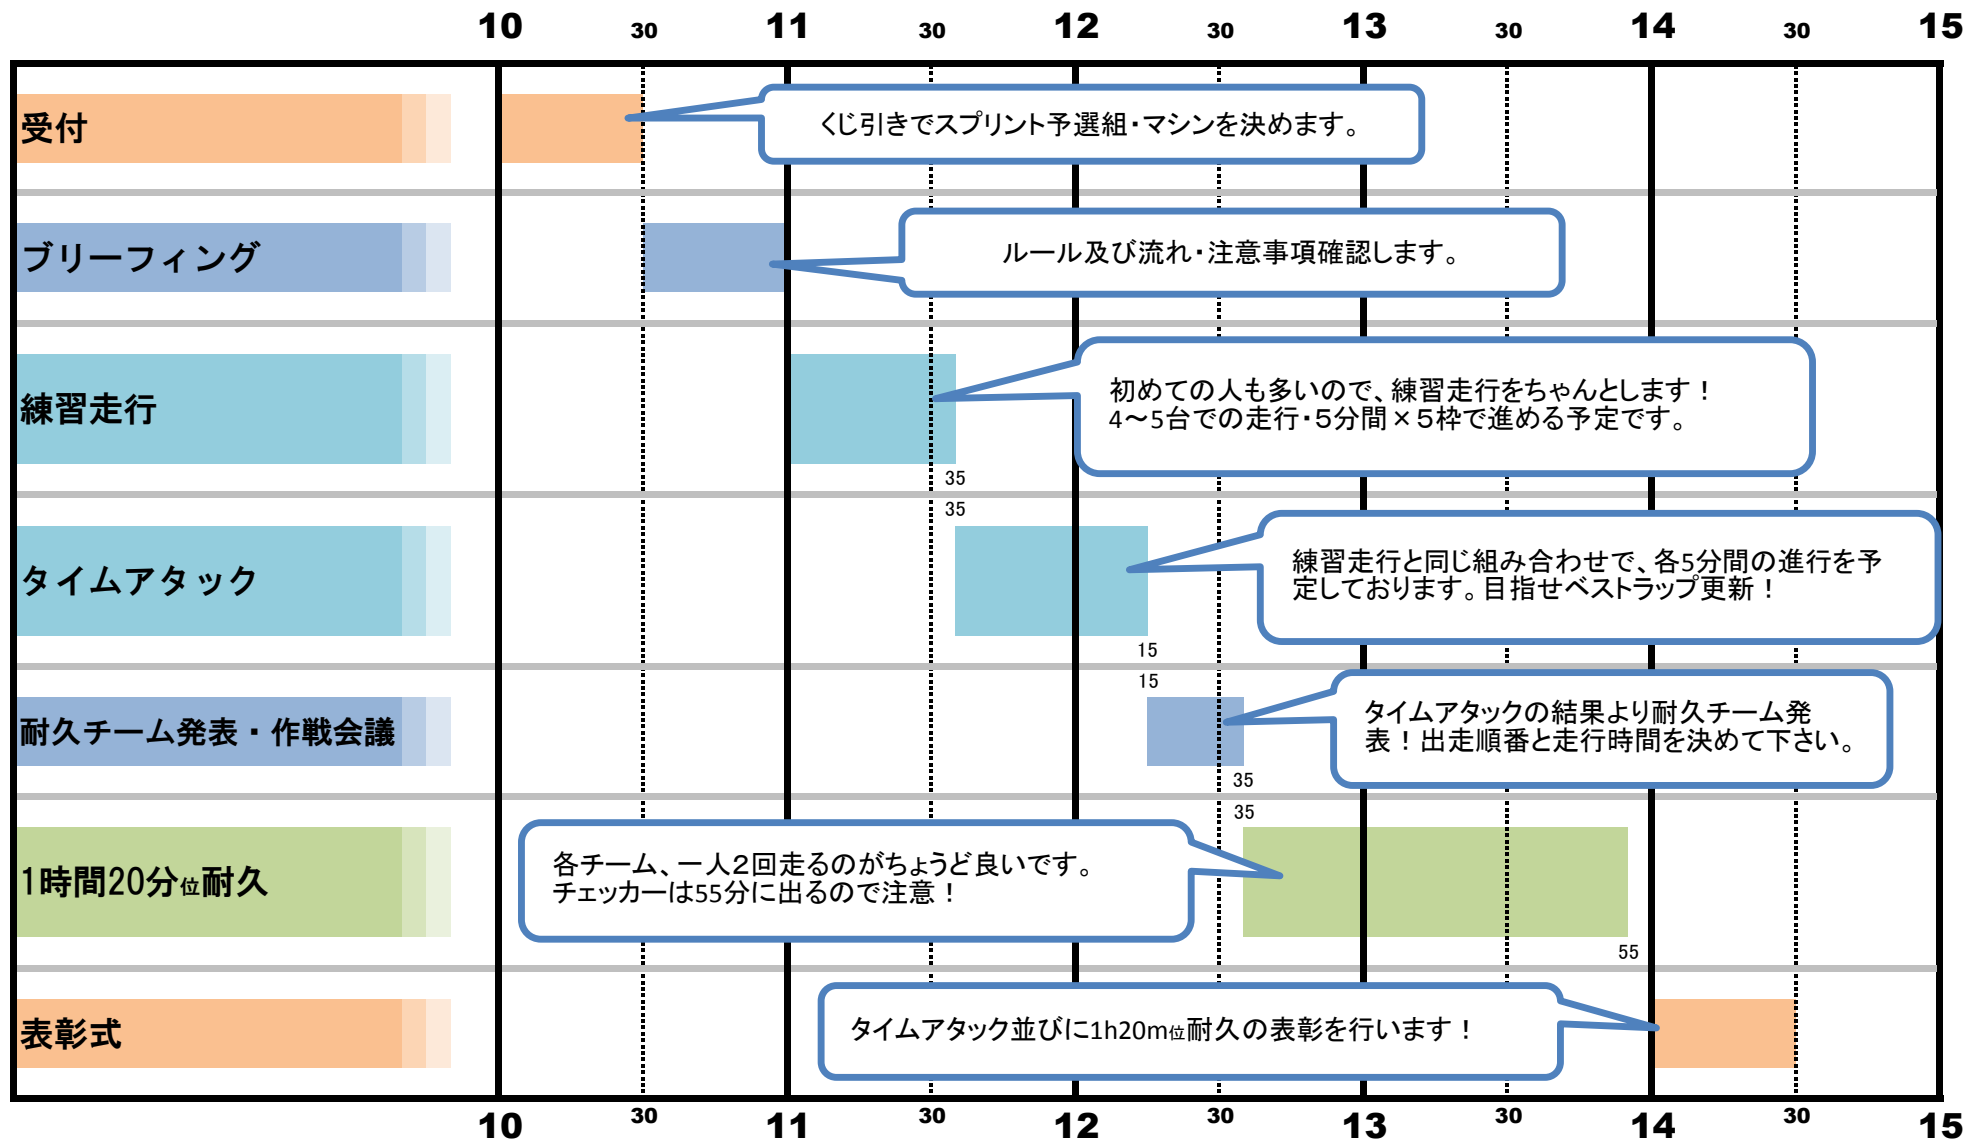 10 30 11 30 12 30 13 30 14 30 15
受付
くじ引きでスプリント予選組・マシンを決めます。
ブリーフィング
ルール及び流れ・注意事項確認します。
練習走行
初めての人も多いので、練習走行をちゃんとします！
4～5台での走行・５分間×５枠で進める予定です。
35
35
タイムアタック
練習走行と同じ組み合わせで、各5分間の進行を予
定しております。目指せベストラップ更新！
15
15
耐久チーム発表・作戦会議
タイムアタックの結果より耐久チーム発
表！出走順番と走行時間を決めて下さい。
35
35
1時間20分位耐久
各チーム、一人２回走るのがちょうど良いです。
チェッカーは55分に出るので注意！
55
表彰式
タイムアタック並びに1h20m位耐久の表彰を行います！
10 30 11 30 12 30 13 30 14 30 15